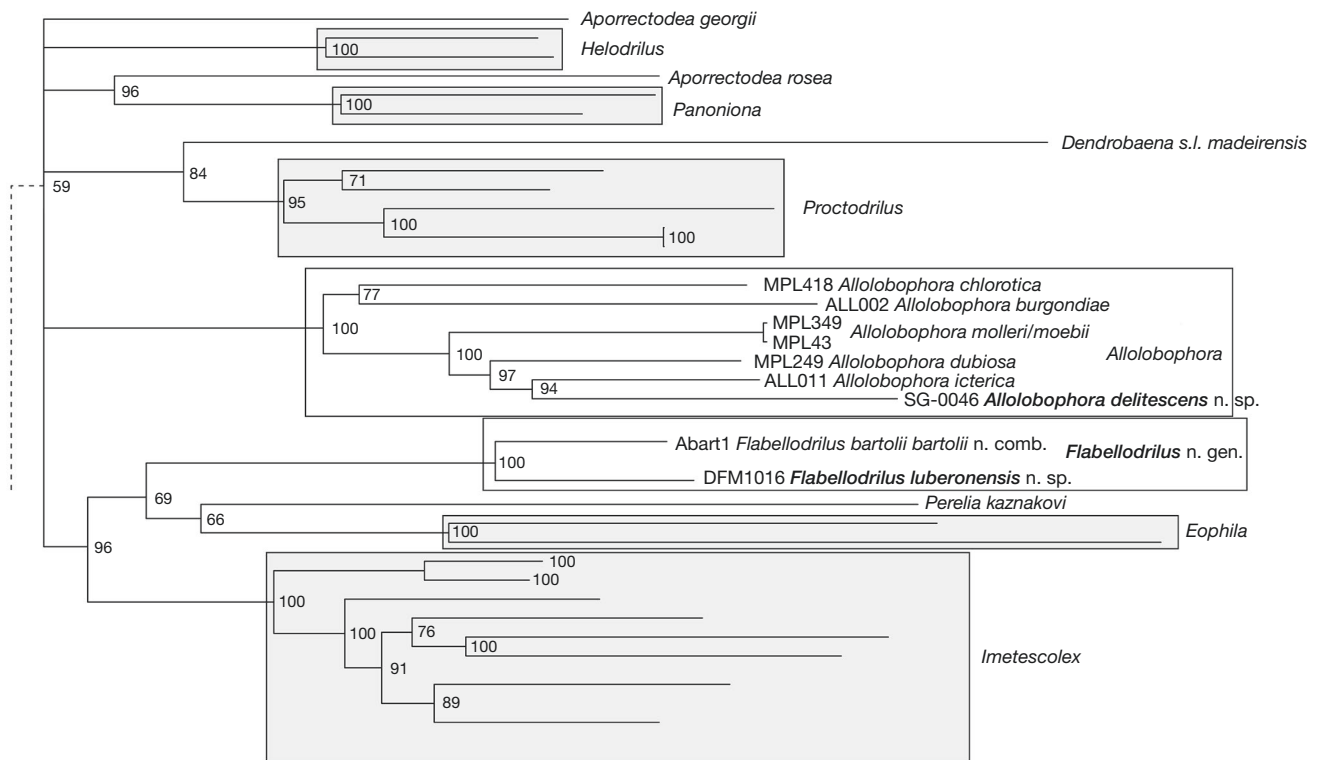 Aporrectodea georgii
100
Helodrilus
Aporrectodea rosea
96
100
Panoniona
Dendrobaena s.l. madeirensis
84
59
71
95
Proctodrilus
100
100
MPL418 Allolobophora chlorotica
77
ALL002 Allolobophora burgondiae
100
MPL349
Allolobophora molleri/moebii
MPL43
100
Allolobophora
MPL249 Allolobophora dubiosa
97
ALL011 Allolobophora icterica
94
SG-0046 Allolobophora delitescens n. sp.
Abart1 Flabellodrilus bartolii bartolii n. comb.
Flabellodrilus n. gen.
100
DFM1016 Flabellodrilus luberonensis n. sp.
69
Perelia kaznakovi
66
100
Eophila
96
100
100
100
100
76
100
Imetescolex
91
89